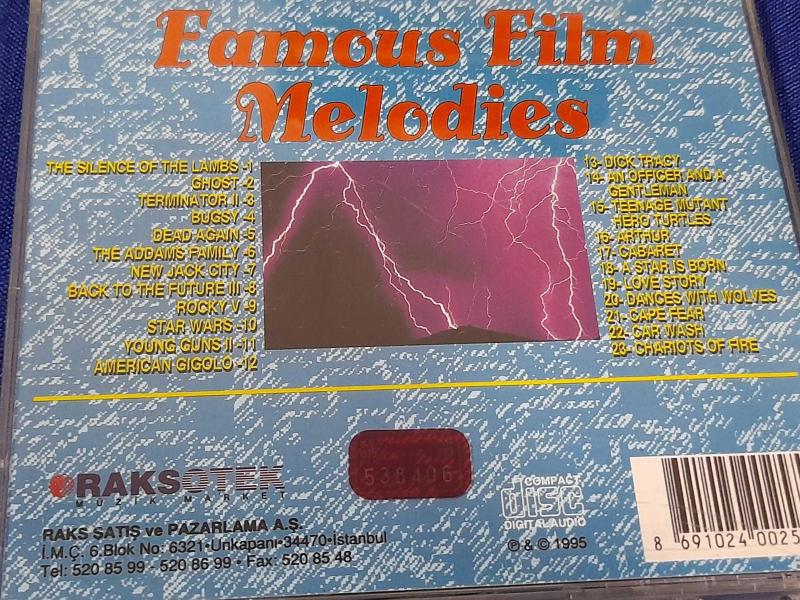 Famous Film
Melodies
THE SILENCE OF THE LAMBS -1
GHOST -2
TERMINATOR II -3
BUGSY -4
DEAD AGAIN -5
THE ADDAMS FAMILY -6
NEW JACK CITY -7
BACK TO THE FUTURE III -8
ROCKY V -9
STAR WARS -10
YOUNG GUNS II -11
AMERICAN GIGOLO -12
13- DICK TRACY
14- AN OFFICER AND A
GENTLEMAN
15- TEENAGE MUTANT
HERO TURTLES
16- ARTHUR
17- CABARET
18- A STAR IS BORN
19- LOVE STORY
20- DANCES WITH WOLVES
21- CAPE FEAR
22- CAR WASH
23- CHARIOTS OF FIRE
538406
RAKSOTEK
MÜZİK MARKET
RAKS SATIŞ ve PAZARLAMA A.Ş.
İ.M.Ç. 6.Blok No: 6321•Unkapanı•34470•İstanbul
Tel: 520 85 99 - 520 86 99 • Fax: 520 85 48
COMPACT
disc
DIGITAL AUDIO
℗ & © 1995
8 691024 0025